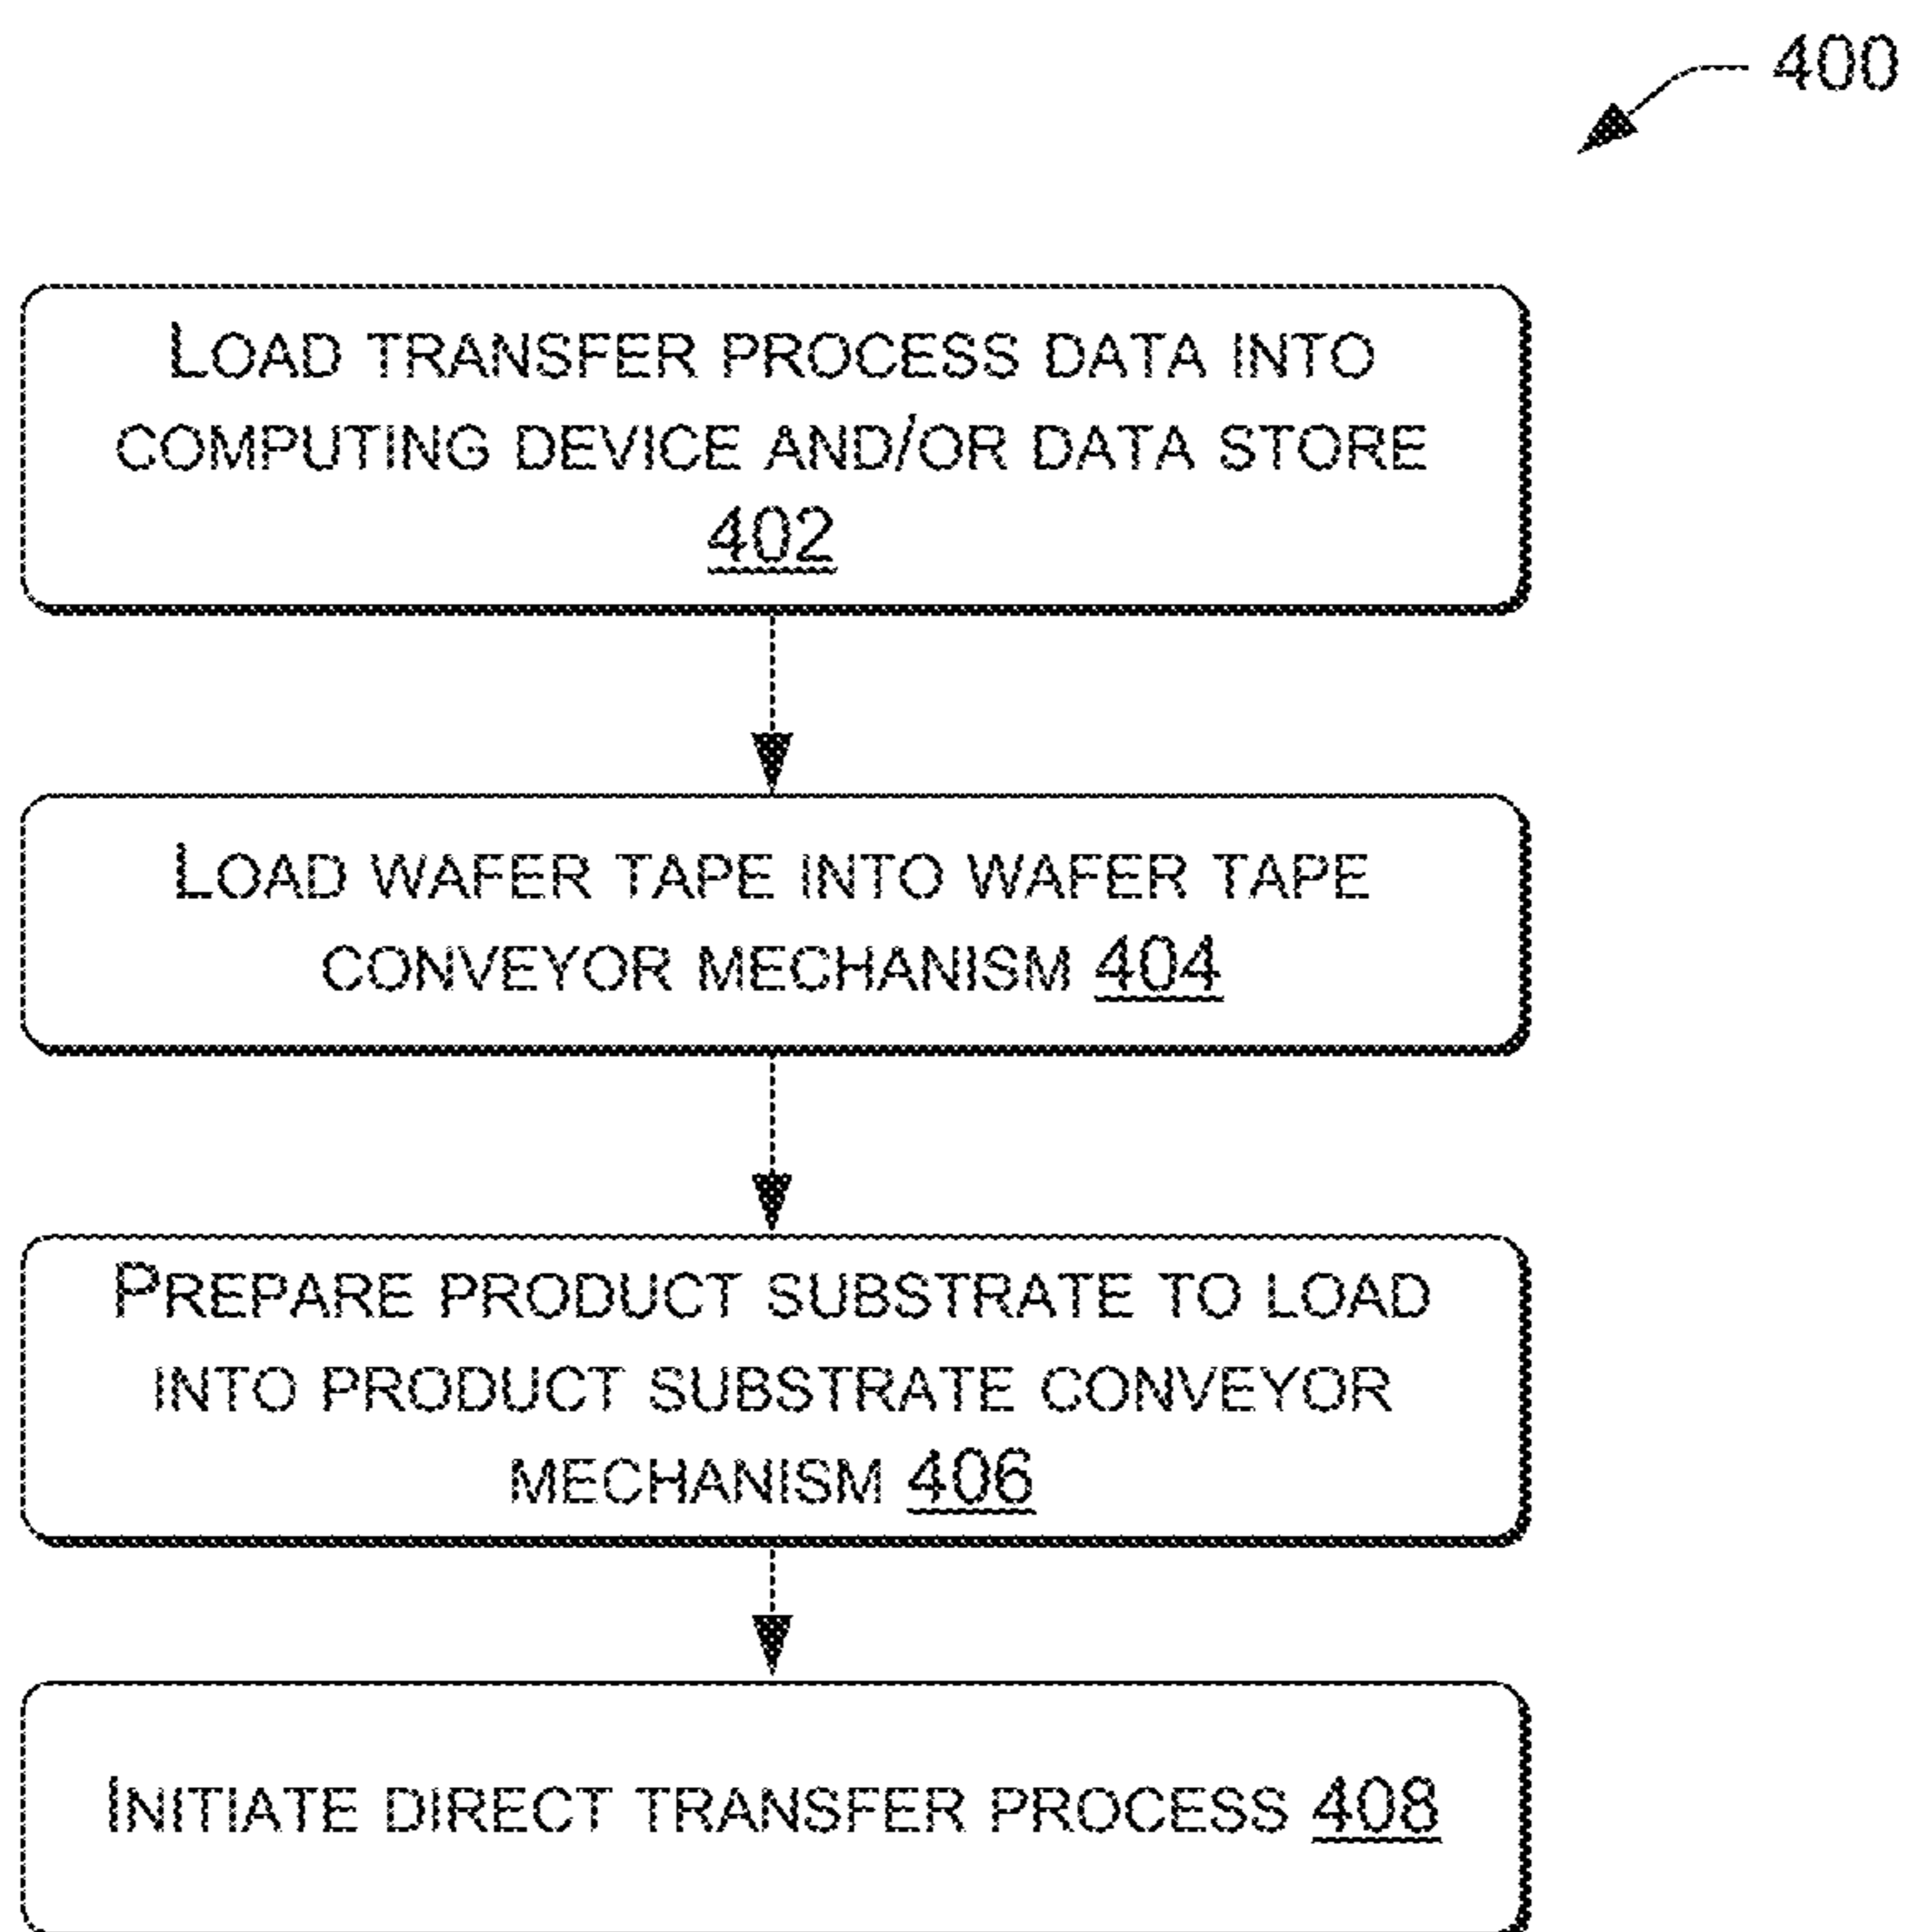 400
LOAD TRANSFER PROCESS DATA INTO
COMPUTING DEVICE AND/OR DATA STORE
402
LOAD WAFER TAPE INTO WAFER TAPE
CONVEYOR MECHANISM 404
PREPARE PRODUCT SUBSTRATE TO LOAD
INTO PRODUCT SUBSTRATE CONVEYOR
MECHANISM 406
INITIATE DIRECT TRANSFER PROCESS 408